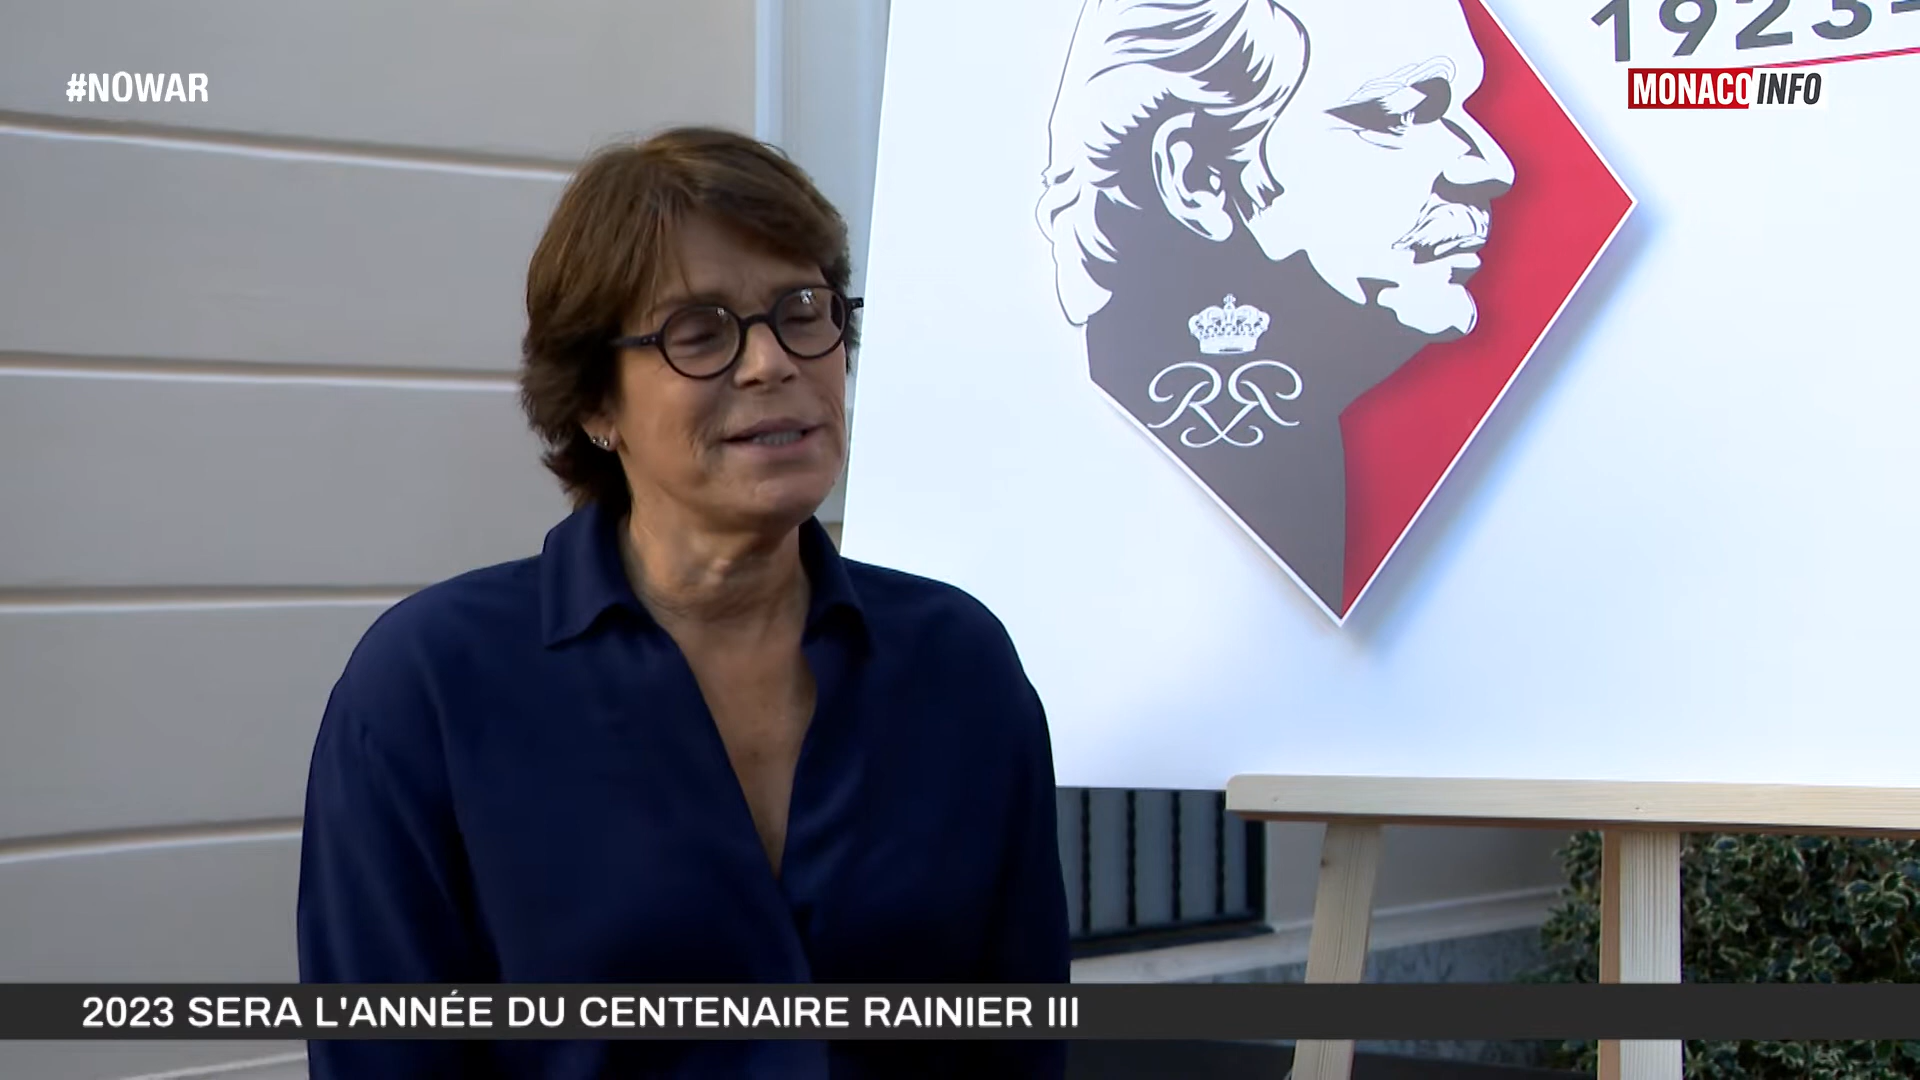 1923-
#NOWAR
MONACO INFO
RR
2023 SERA L'ANNÉE DU CENTENAIRE RAINIER III